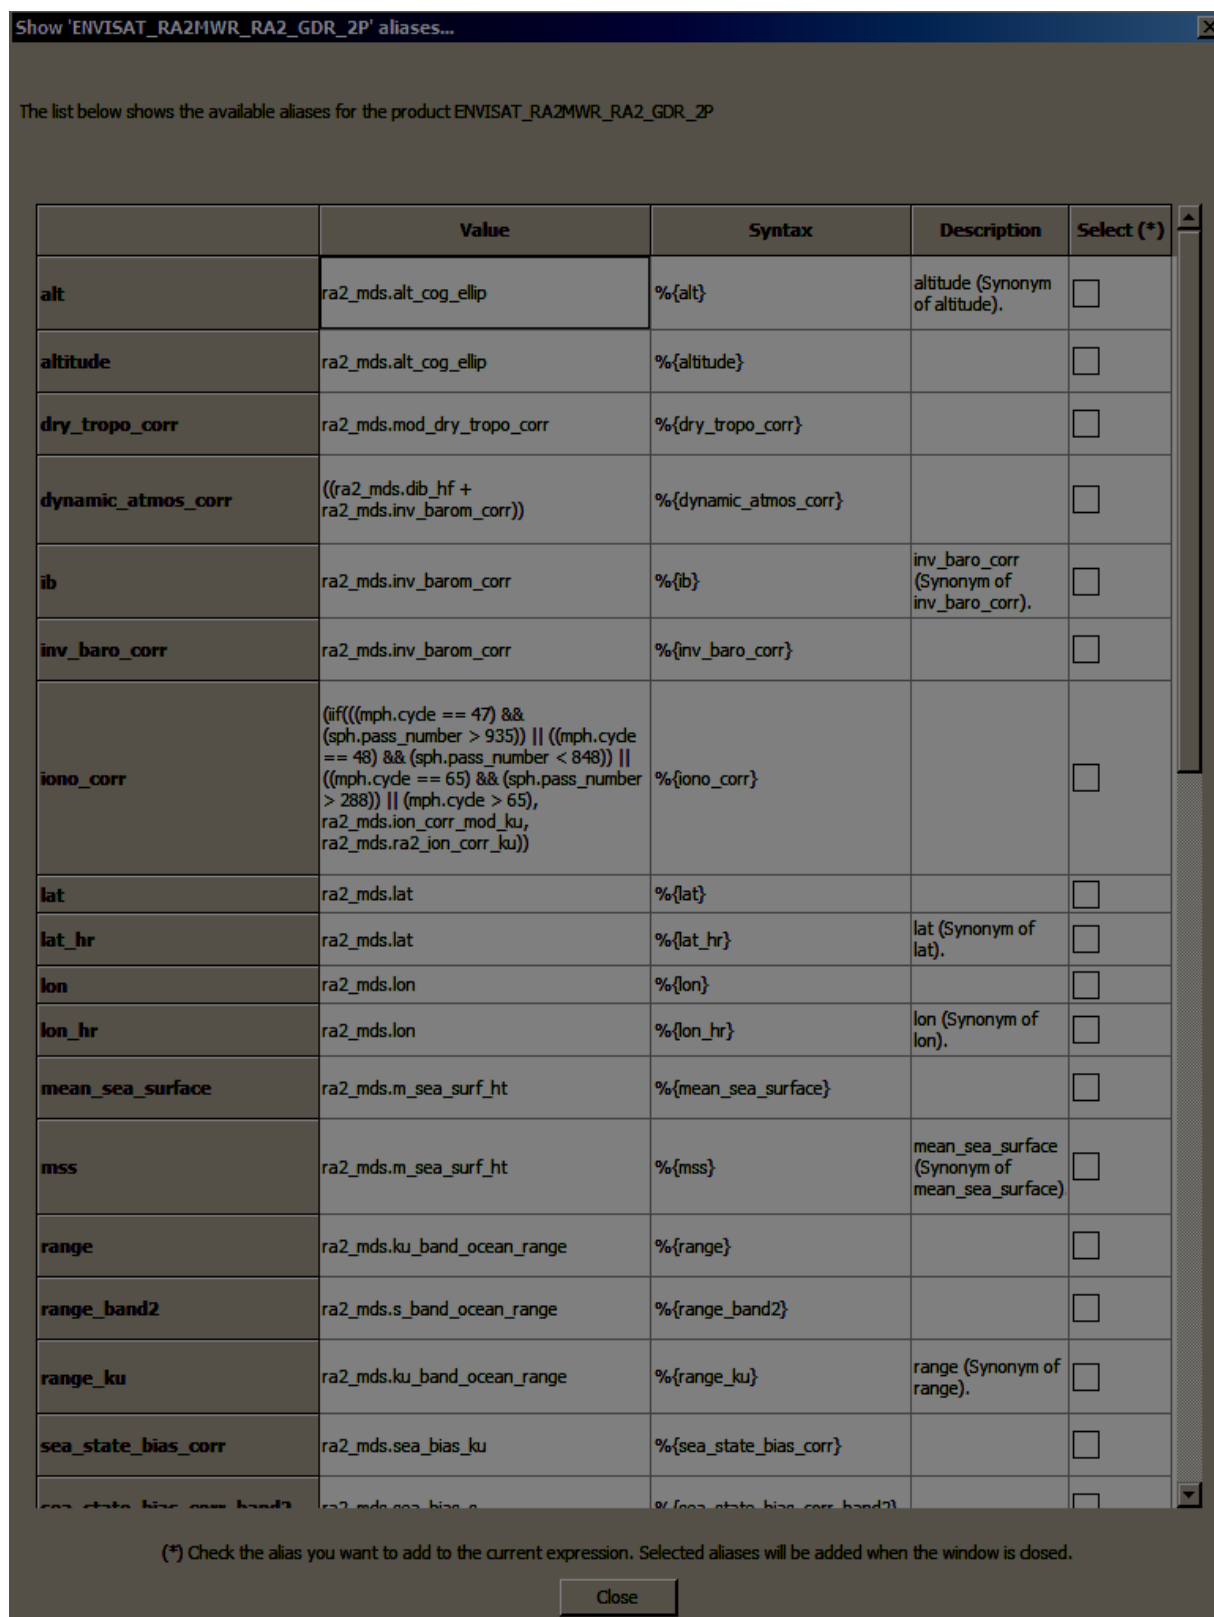 Show 'ENVISAT_RA2MWR_RA2_GDR_2P' aliases...
The list below shows the available aliases for the product ENVISAT_RA2MWR_RA2_GDR_2P
Value Syntax Description Select (*)
alt ra2_mds.alt_cog_ellip %{alt} altitude (Synonym
of altitude).
altitude ra2_mds.alt_cog_ellip %{altitude}
dry_tropo_corr ra2_mds.mod_dry_tropo_corr %{dry_tropo_corr}
dynamic_atmos_corr ((ra2_mds.dib_hf +
ra2_mds.inv_barom_corr)) %{dynamic_atmos_corr}
ib ra2_mds.inv_barom_corr %{ib} inv_baro_corr
(Synonym of
inv_baro_corr).
inv_baro_corr ra2_mds.inv_barom_corr %{inv_baro_corr}
iono_corr (iif(((mph.cycle == 47) &&
(sph.pass_number > 935)) || ((mph.cycle
== 48) && (sph.pass_number < 848)) ||
((mph.cycle == 65) && (sph.pass_number
> 288)) || (mph.cycle > 65),
ra2_mds.ion_corr_mod_ku,
ra2_mds.ra2_ion_corr_ku)) %{iono_corr}
lat ra2_mds.lat %{lat}
lat_hr ra2_mds.lat %{lat_hr} lat (Synonym of
lat).
lon ra2_mds.lon %{lon}
lon_hr ra2_mds.lon %{lon_hr} lon (Synonym of
lon).
mean_sea_surface ra2_mds.m_sea_surf_ht %{mean_sea_surface}
mss ra2_mds.m_sea_surf_ht %{mss} mean_sea_surface
(Synonym of
mean_sea_surface)
range ra2_mds.ku_band_ocean_range %{range}
range_band2 ra2_mds.s_band_ocean_range %{range_band2}
range_ku ra2_mds.ku_band_ocean_range %{range_ku} range (Synonym of
range).
sea_state_bias_corr ra2_mds.sea_bias_ku %{sea_state_bias_corr}
sea_state_bias_corr_band2 ra2_mds.sea_bias_s %{sea_state_bias_corr_band2}
(*) Check the alias you want to add to the current expression. Selected aliases will be added when the window is closed.
Close